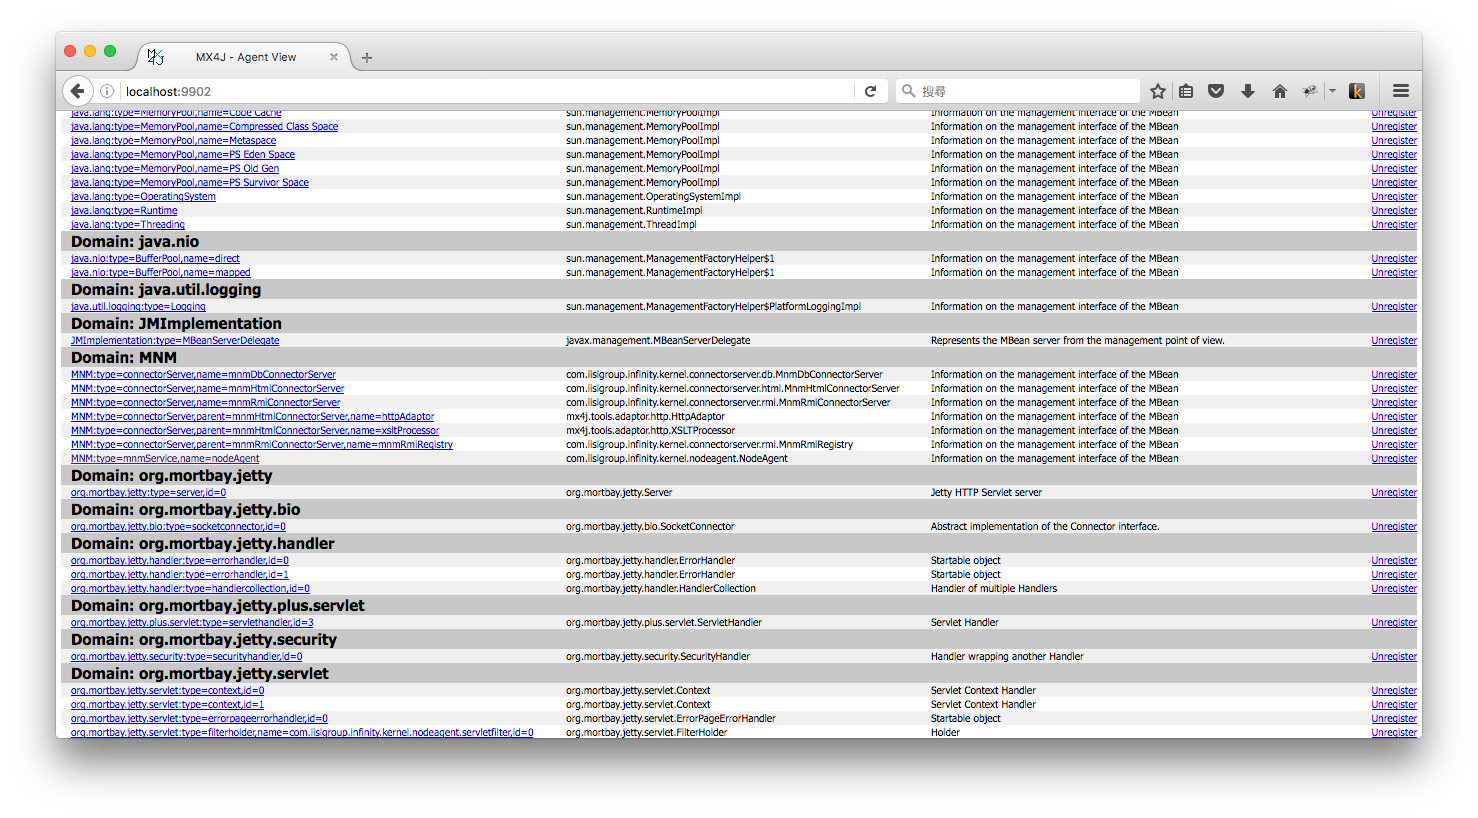 MX4J - Agent View
localhost:9902
搜尋
java.lang:type=MemoryPool,name=Code Cache sun.management.MemoryPoolImpl Information on the management interface of the MBean Unregister
java.lang:type=MemoryPool,name=Compressed Class Space sun.management.MemoryPoolImpl Information on the management interface of the MBean Unregister
java.lang:type=MemoryPool,name=Metaspace sun.management.MemoryPoolImpl Information on the management interface of the MBean Unregister
java.lang:type=MemoryPool,name=PS Eden Space sun.management.MemoryPoolImpl Information on the management interface of the MBean Unregister
java.lang:type=MemoryPool,name=PS Old Gen sun.management.MemoryPoolImpl Information on the management interface of the MBean Unregister
java.lang:type=MemoryPool,name=PS Survivor Space sun.management.MemoryPoolImpl Information on the management interface of the MBean Unregister
java.lang:type=OperatingSystem sun.management.OperatingSystemImpl Information on the management interface of the MBean Unregister
java.lang:type=Runtime sun.management.RuntimeImpl Information on the management interface of the MBean Unregister
java.lang:type=Threading sun.management.ThreadImpl Information on the management interface of the MBean Unregister
Domain: java.nio
java.nio:type=BufferPool,name=direct sun.management.ManagementFactoryHelper$1 Information on the management interface of the MBean Unregister
java.nio:type=BufferPool,name=mapped sun.management.ManagementFactoryHelper$1 Information on the management interface of the MBean Unregister
Domain: java.util.logging
java.util.logging:type=Logging sun.management.ManagementFactoryHelper$PlatformLoggingImpl Information on the management interface of the MBean Unregister
Domain: JMImplementation
JMImplementation:type=MBeanServerDelegate javax.management.MBeanServerDelegate Represents the MBean server from the management point of view. Unregister
Domain: MNM
MNM:type=connectorServer,name=mnmDbConnectorServer com.iisigroup.infinity.kernel.connectorserver.db.MnmDbConnectorServer Information on the management interface of the MBean Unregister
MNM:type=connectorServer,name=mnmHtmlConnectorServer com.iisigroup.infinity.kernel.connectorserver.html.MnmHtmlConnectorServer Information on the management interface of the MBean Unregister
MNM:type=connectorServer,name=mnmRmiConnectorServer com.iisigroup.infinity.kernel.connectorserver.rmi.MnmRmiConnectorServer Information on the management interface of the MBean Unregister
MNM:type=connectorServer,parent=mnmHtmlConnectorServer,name=httpAdaptor mx4j.tools.adaptor.http.HttpAdaptor Information on the management interface of the MBean Unregister
MNM:type=connectorServer,parent=mnmHtmlConnectorServer,name=xsltProcessor mx4j.tools.adaptor.http.XSLTProcessor Information on the management interface of the MBean Unregister
MNM:type=connectorServer,parent=mnmRmiConnectorServer,name=mnmRmiRegistry com.iisigroup.infinity.kernel.connectorserver.rmi.MnmRmiRegistry Information on the management interface of the MBean Unregister
MNM:type=mnmService,name=nodeAgent com.iisigroup.infinity.kernel.nodeagent.NodeAgent Information on the management interface of the MBean Unregister
Domain: org.mortbay.jetty
org.mortbay.jetty:type=server,id=0 org.mortbay.jetty.Server Jetty HTTP Servlet server Unregister
Domain: org.mortbay.jetty.bio
org.mortbay.jetty.bio:type=socketconnector,id=0 org.mortbay.jetty.bio.SocketConnector Abstract implementation of the Connector interface. Unregister
Domain: org.mortbay.jetty.handler
org.mortbay.jetty.handler:type=errorhandler,id=0 org.mortbay.jetty.handler.ErrorHandler Startable object Unregister
org.mortbay.jetty.handler:type=errorhandler,id=1 org.mortbay.jetty.handler.ErrorHandler Startable object Unregister
org.mortbay.jetty.handler:type=handlercollection,id=0 org.mortbay.jetty.handler.HandlerCollection Handler of multiple Handlers Unregister
Domain: org.mortbay.jetty.plus.servlet
org.mortbay.jetty.plus.servlet:type=servlethandler,id=3 org.mortbay.jetty.plus.servlet.ServletHandler Servlet Handler Unregister
Domain: org.mortbay.jetty.security
org.mortbay.jetty.security:type=securityhandler,id=0 org.mortbay.jetty.security.SecurityHandler Handler wrapping another Handler Unregister
Domain: org.mortbay.jetty.servlet
org.mortbay.jetty.servlet:type=context,id=0 org.mortbay.jetty.servlet.Context Servlet Context Handler Unregister
org.mortbay.jetty.servlet:type=context,id=1 org.mortbay.jetty.servlet.Context Servlet Context Handler Unregister
org.mortbay.jetty.servlet:type=errorpageerrorhandler,id=0 org.mortbay.jetty.servlet.ErrorPageErrorHandler Startable object Unregister
org.mortbay.jetty.servlet:type=filterholder,name=com.iisigroup.infinity.kernel.nodeagent.servletfilter,id=0 org.mortbay.jetty.servlet.FilterHolder Holder Unregister